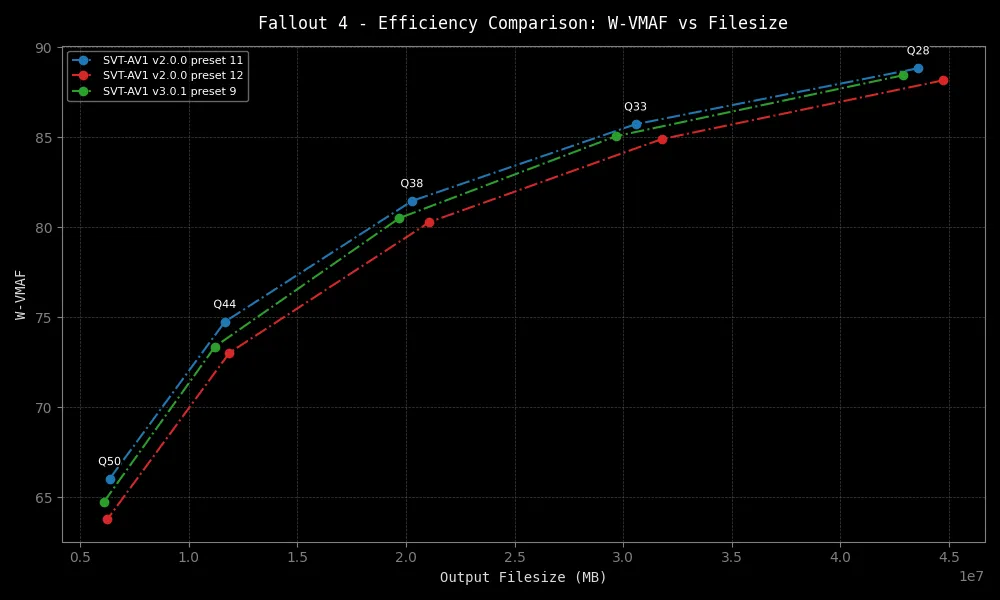 Fallout 4 - Efficiency Comparison: W-VMAF vs Filesize
SVT-AV1 v2.0.0 preset 11
SVT-AV1 v2.0.0 preset 12
SVT-AV1 v3.0.1 preset 9
Q28
Q33
Q38
Q44
Q50
W-VMAF
90
85
80
75
70
65
0.5 1.0 1.5 2.0 2.5 3.0 3.5 4.0 4.5
1e7
Output Filesize (MB)